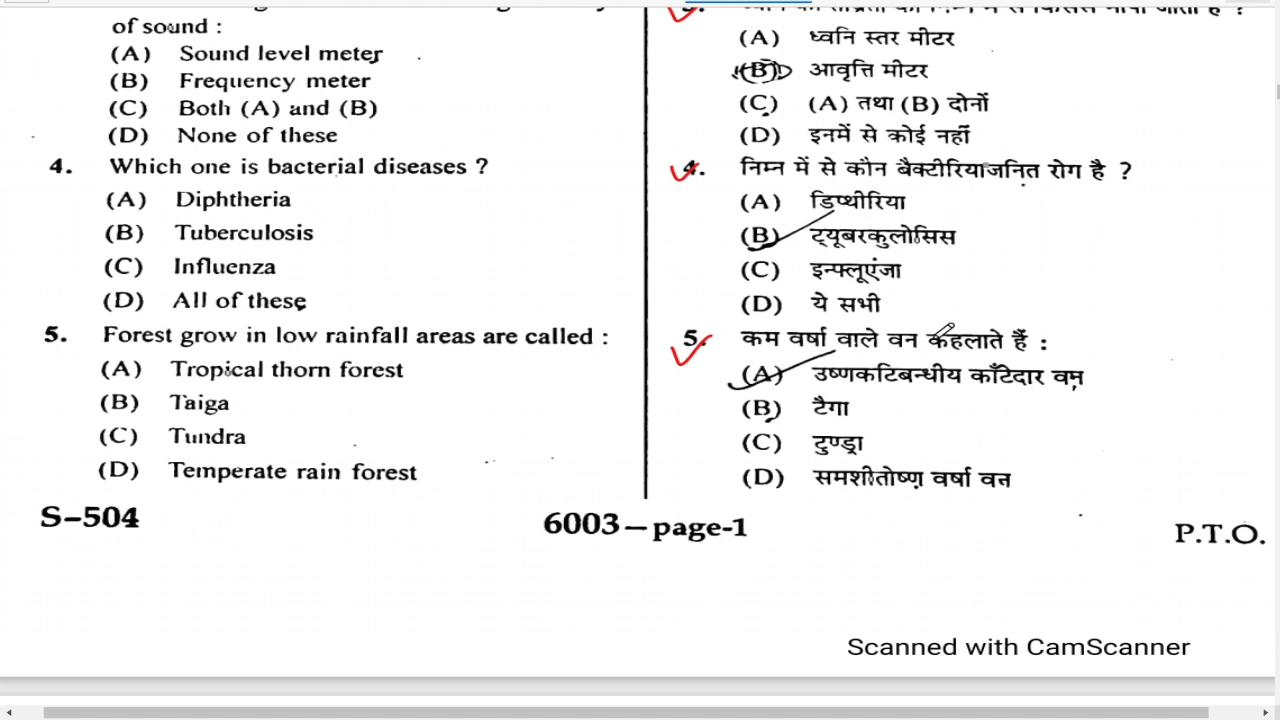 of sound :
(A) Sound level meter
(B) Frequency meter
(C) Both (A) and (B)
(D) None of these
4. Which one is bacterial diseases ?
(A) Diphtheria
(B) Tuberculosis
(C) Influenza
(D) All of these
5. Forest grow in low rainfall areas are called :
(A) Tropical thorn forest
(B) Taiga
(C) Tundra
(D) Temperate rain forest
(A) ध्वनि स्तर मीटर
(B) आवृत्ति मीटर
(C) (A) तथा (B) दोनों
(D) इनमें से कोई नहीं
4. निम्न में से कौन बैक्टीरियाजनित रोग है ?
(A) डिप्थीरिया
(B) ट्यूबरकुलोसिस
(C) इन्फ्लूएंजा
(D) ये सभी
5. कम वर्षा वाले वन कहलाते हैं :
(A) उष्णकटिबन्धीय काँटेदार वन
(B) टैगा
(C) टुण्ड्रा
(D) समशीतोष्ण वर्षा वन
S-504
6003—page-1
P.T.O.
Scanned with CamScanner